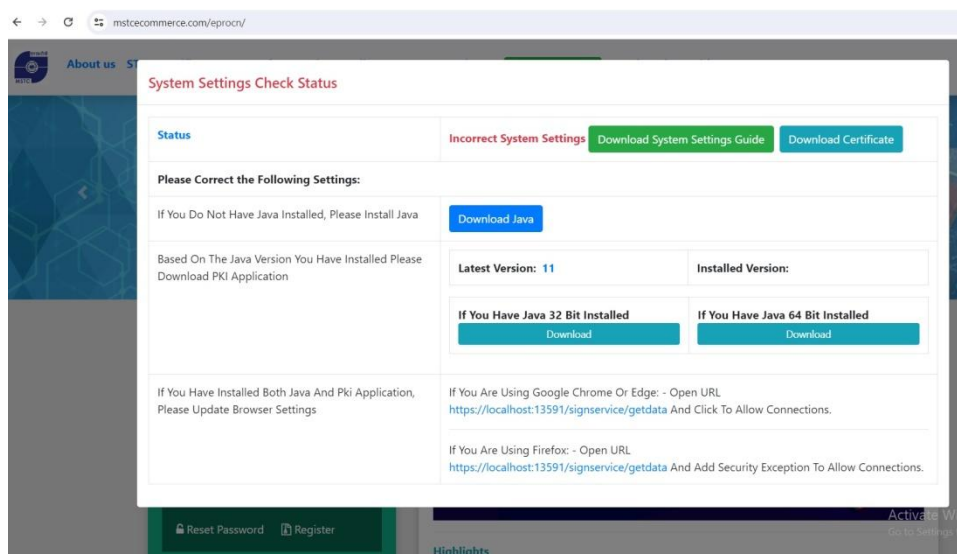 mstcecommerce.com/eprocn/
MSTC
About us
System Settings Check Status
Status
Incorrect System Settings Download System Settings Guide Download Certificate
Please Correct the Following Settings:
If You Do Not Have Java Installed, Please Install Java
Download Java
Based On The Java Version You Have Installed Please
Download PKI Application
Latest Version: 11
Installed Version:
If You Have Java 32 Bit Installed
Download
If You Have Java 64 Bit Installed
Download
If You Have Installed Both Java And Pki Application,
Please Update Browser Settings
If You Are Using Google Chrome Or Edge: - Open URL
https://localhost:13591/signservice/getdata And Click To Allow Connections.
If You Are Using Firefox: - Open URL
https://localhost:13591/signservice/getdata And Add Security Exception To Allow Connections.
Reset Password Register
Highlights
Activate
Go to Settings